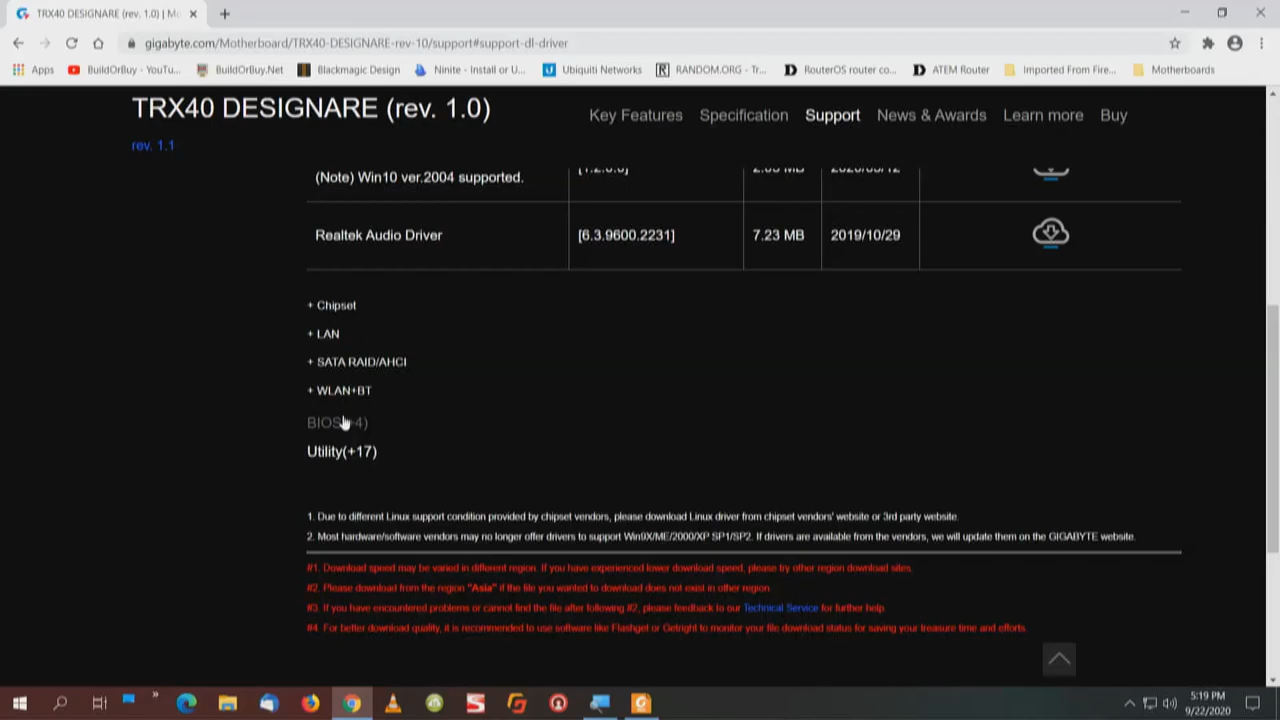 TRX40 DESIGNARE (rev. 1.0) | Mo
gigabyte.com/Motherboard/TRX40-DESIGNARE-rev-10/support#support-dl-driver
Apps
BuildOrBuy - YouTu...
BuildOrBuy.Net
Blackmagic Design
Ninite - Install or U...
Ubiquiti Networks
RANDOM.ORG - Tr...
RouterOS router co...
ATEM Router
Imported From Fire...
Motherboards
TRX40 DESIGNARE (rev. 1.0)
rev. 1.1
Key Features Specification Support News & Awards Learn more Buy
(Note) Win10 ver.2004 supported.
Realtek Audio Driver [6.3.9600.2231] 7.23 MB 2019/10/29
+ Chipset
+ LAN
+ SATA RAID/AHCI
+ WLAN+BT
BIOS 4)
Utility(+17)
1. Due to different Linux support condition provided by chipset vendors, please download Linux driver from chipset vendors' website or 3rd party website.
2. Most hardware/software vendors may no longer offer drivers to support Win9X/ME/2000/XP SP1/SP2. If drivers are available from the vendors, we will update them on the GIGABYTE website.
#1. Download speed may be varied in different region. If you have experienced lower download speed, please try other region download sites.
#2. Please download from the region "Asia" if the file you wanted to download does not exist in other region
#3. If you have encountered problems or cannot find the file after following #2, please feedback to our Technical Service for further help
#4. For better download quality, it is recommended to use software like Flashget or Getright to monitor your file download status for saving your treasure time and efforts.
5:19 PM
9/22/2020